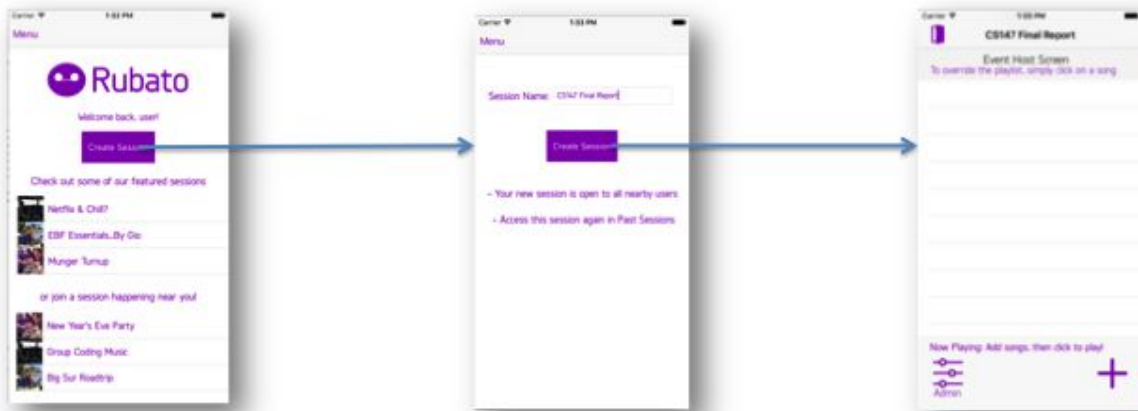 Carrier 1:53 PM
Menu
Rubato
Welcome back, user!
Create Session
Check out some of our featured sessions
Netflix & Chill?
EBF Essentials...By Gio
Munger Turnup
or join a session happening near you!
New Year's Eve Party
Group Coding Music
Big Sur Roadtrip
Carrier 1:53 PM
Menu
Session Name: CS147 Final Report
Create Session
- Your new session is open to all nearby users
- Access this session again in Past Sessions
Carrier 1:53 PM
CS147 Final Report
Event Host Screen
To override the playlist, simply click on a song
Now Playing: Add songs, then click to play!
Admin